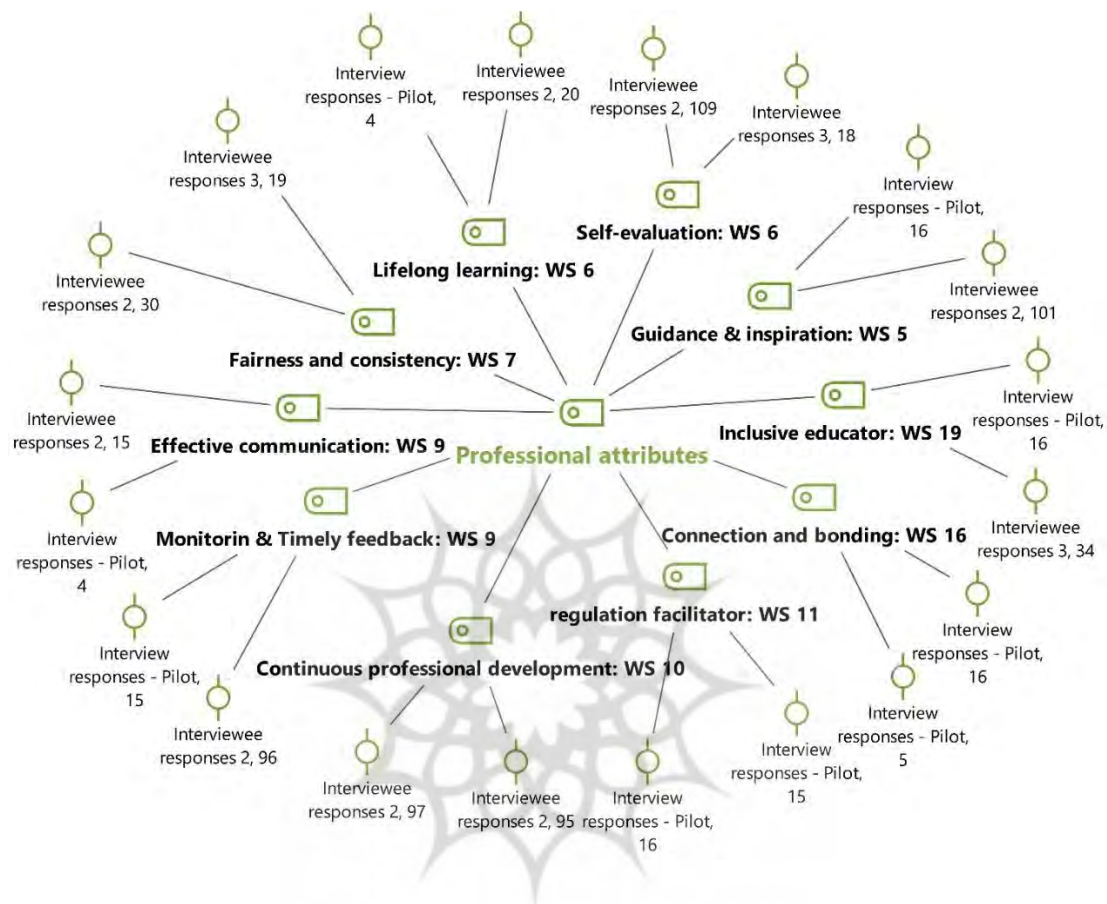 Interview
responses - Pilot,
4
Interviewee
responses 2, 20
Interviewee
responses 2, 109
Interviewee
responses 3, 18
Interviewee
responses 3, 19
Interview
responses - Pilot,
16
Interviewee
responses 2, 30
Interviewee
responses 2, 101
Self-evaluation: WS 6
Lifelong learning: WS 6
Guidance & inspiration: WS 5
Fairness and consistency: WS 7
Interviewee
responses 2, 15
Effective communication: WS 9
Professional attributes
Inclusive educator: WS 19
Interview
responses - Pilot,
16
Interview
responses - Pilot,
4
Monitorin & Timely feedback: WS 9
Connection and bonding: WS 16
Interviewee
responses 3, 34
regulation facilitator: WS 11
Continuous professional development: WS 10
Interview
responses - Pilot,
15
Interviewee
responses 2, 96
Interviewee
responses 2, 97
Interviewee
responses 2, 95
Interview
responses - Pilot,
16
Interview
responses - Pilot,
15
Interview
responses - Pilot,
5
Interview
responses - Pilot,
16